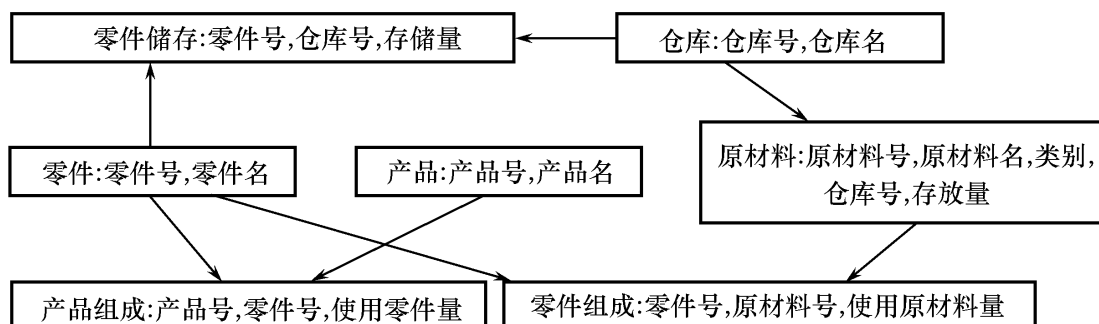 零件储存:零件号,仓库号,存储量
仓库:仓库号,仓库名
零件:零件号,零件名
产品:产品号,产品名
原材料:原材料号,原材料名,类别,
仓库号,存放量
产品组成:产品号,零件号,使用零件量
零件组成:零件号,原材料号,使用原材料量